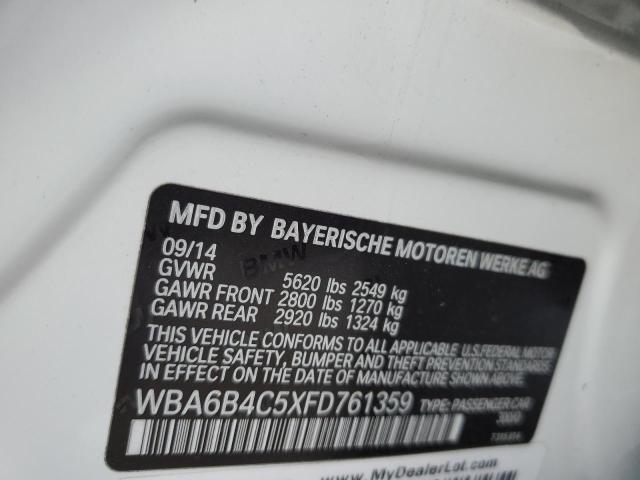 MFD BY BAYERISCHE MOTOREN WERKE AG
09/14
GVWR 5620 lbs 2549 kg
GAWR FRONT 2800 lbs 1270 kg
GAWR REAR 2920 lbs 1324 kg
THIS VEHICLE CONFORMS TO ALL APPLICABLE U.S. FEDERAL MOTOR
VEHICLE SAFETY, BUMPER AND THEFT PREVENTION STANDARDS
IN EFFECT ON THE DATE OF MANUFACTURE SHOWN ABOVE.
WBA6B4C5XFD761359 TYPE: PASSENGER CAR
BMW
www.MyDealerLot.com